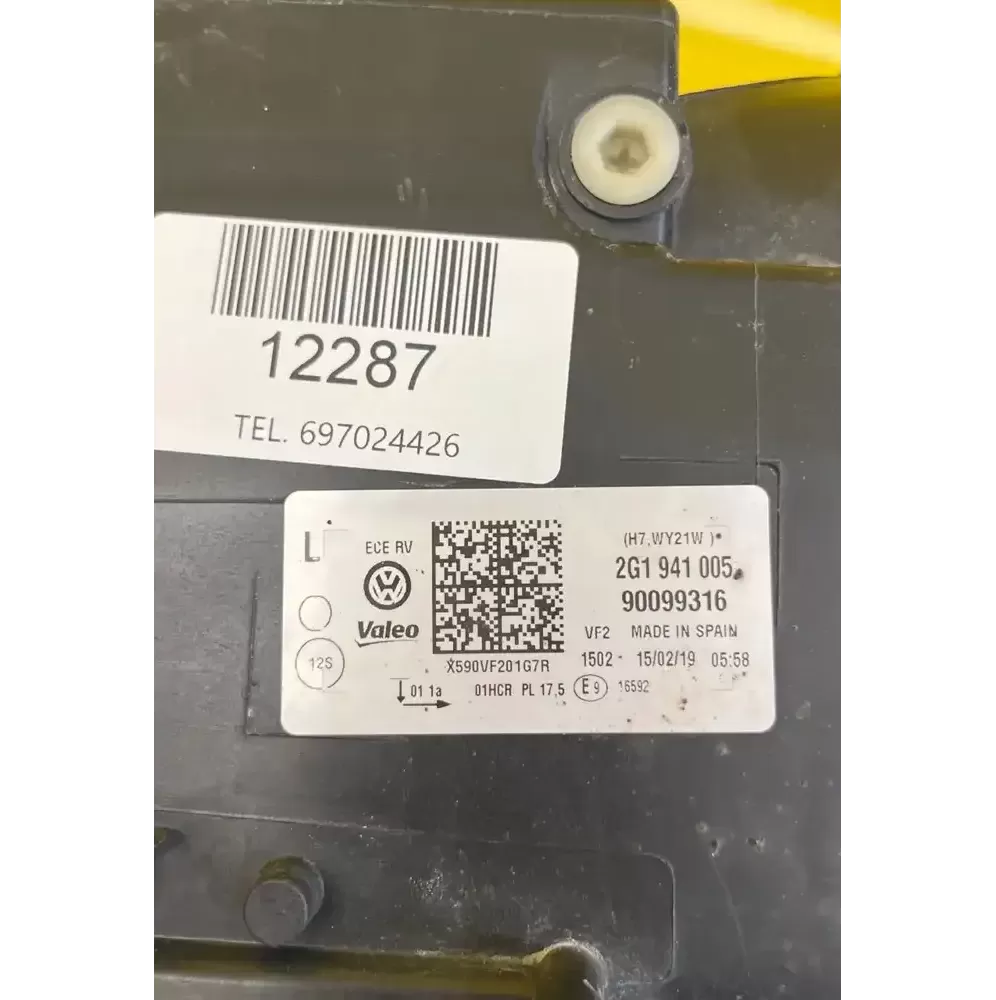 12287
TEL. 697024426
L
ECE RV
(H7,WY21W )
2G1 941 005
90099316
Valeo
VF2 MADE IN SPAIN
12S
X590VF201G7R
1502 15/02/19 05:58
01 1a 01HCR PL 17,5 E9 16592